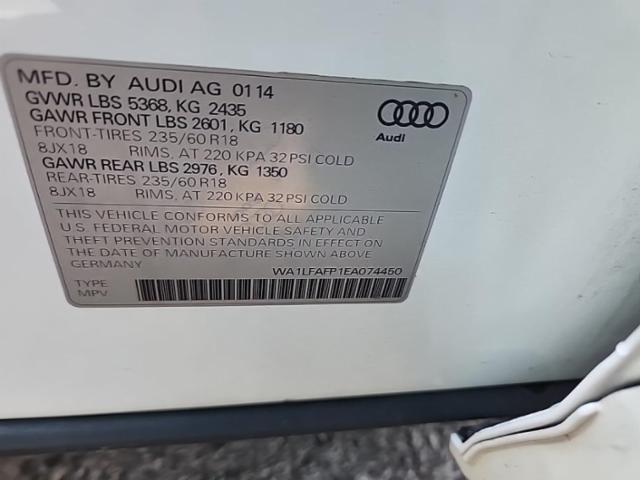 MFD. BY AUDI AG 01 14
GVWR LBS 5368, KG 2435
GAWR FRONT LBS 2601, KG 1180
FRONT-TIRES 235/60 R18
8JX18 RIMS, AT 220 KPA 32 PSI COLD
GAWR REAR LBS 2976, KG 1350
REAR-TIRES 235/60 R18
8JX18 RIMS, AT 220 KPA 32 PSI COLD
THIS VEHICLE CONFORMS TO ALL APPLICABLE
U.S. FEDERAL MOTOR VEHICLE SAFETY AND
THEFT PREVENTION STANDARDS IN EFFECT ON
THE DATE OF MANUFACTURE SHOWN ABOVE
GERMANY WA1LFAFP1EA074450
TYPE
MPV
Audi